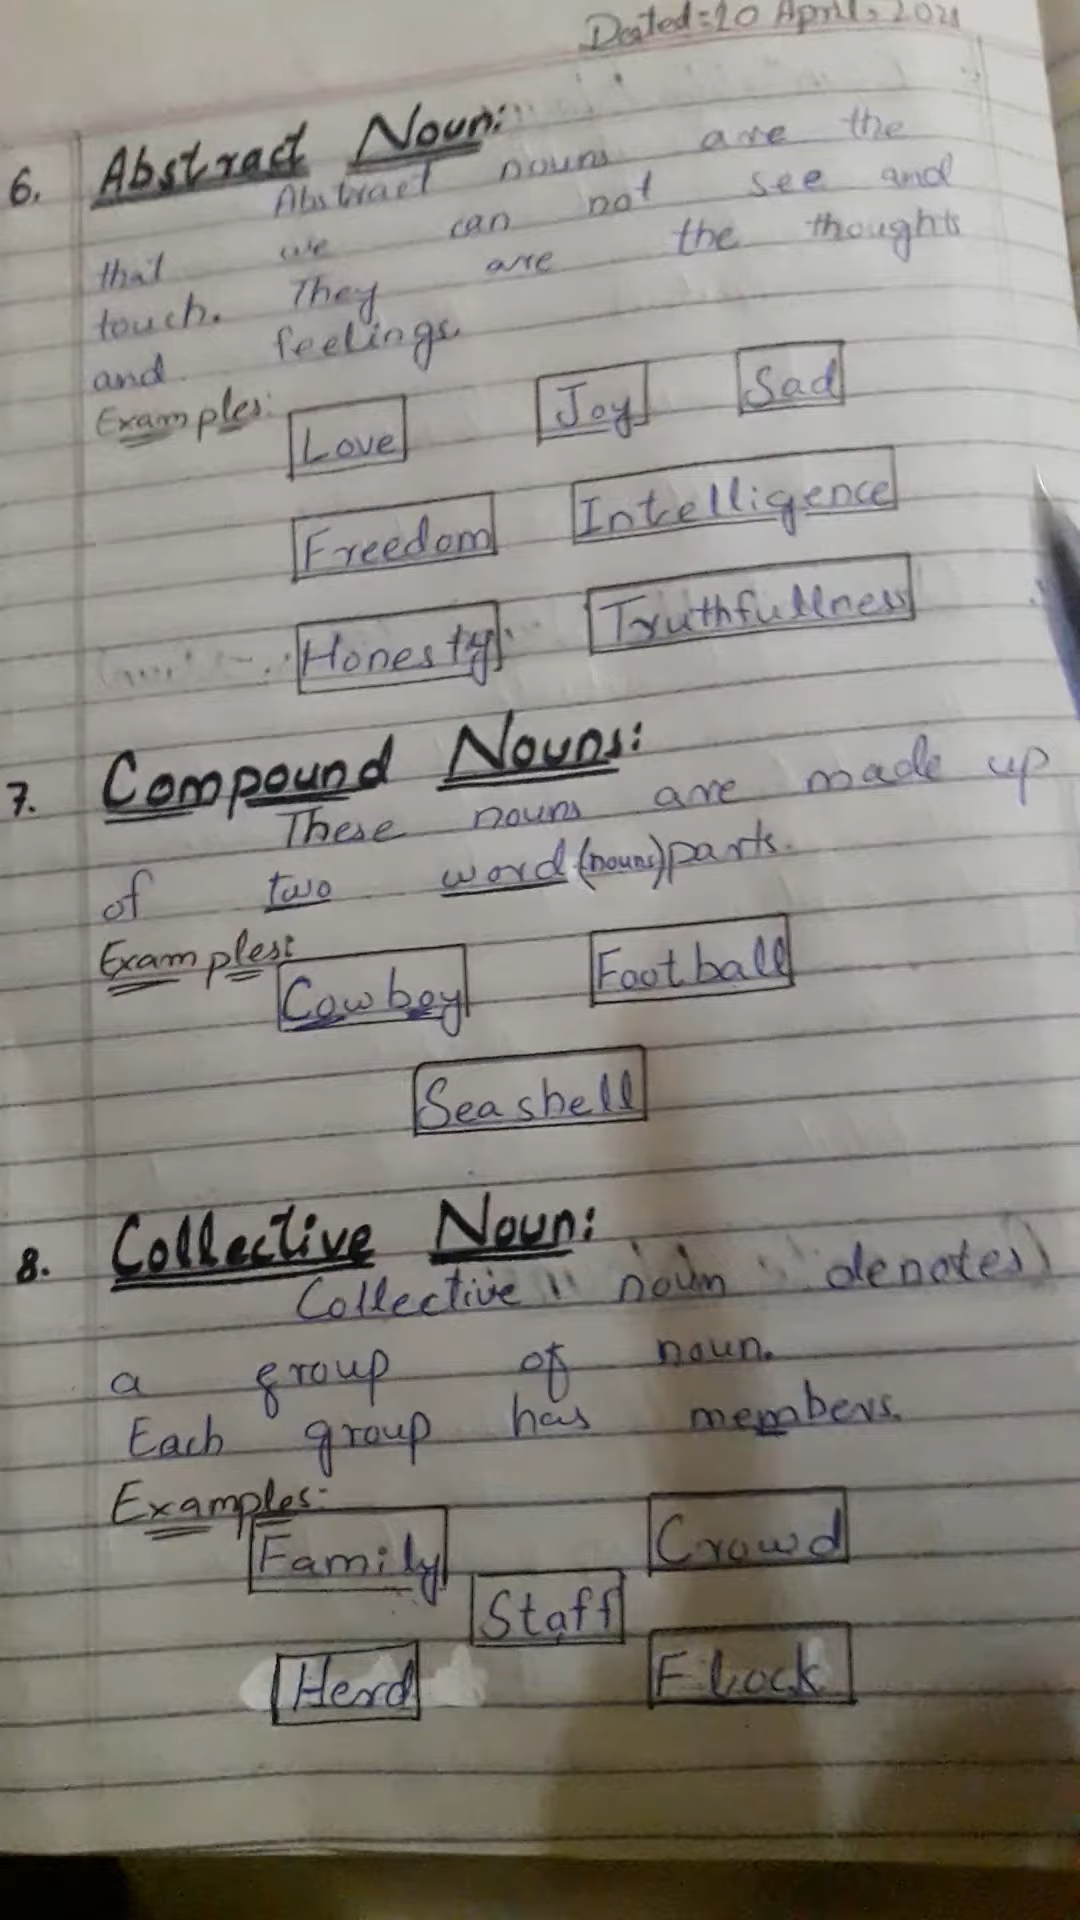 Dated:10 April, 2021
6. Abstract Noun:
Abstract nouns are the
that we can not see and
touch. They are the thoughts
and feelings.
Examples:
Love Joy Sad
Freedom Intelligence
Honesty Truthfullness
7. Compound Nouns:
These nouns are made up
of two word (nouns) parts.
Examples:
Cowboy Football
Seashell
8. Collective Noun:
Collective noun denotes
a group of noun.
Each group has members.
Examples:
Family Crowd
Staff
Herd Flock